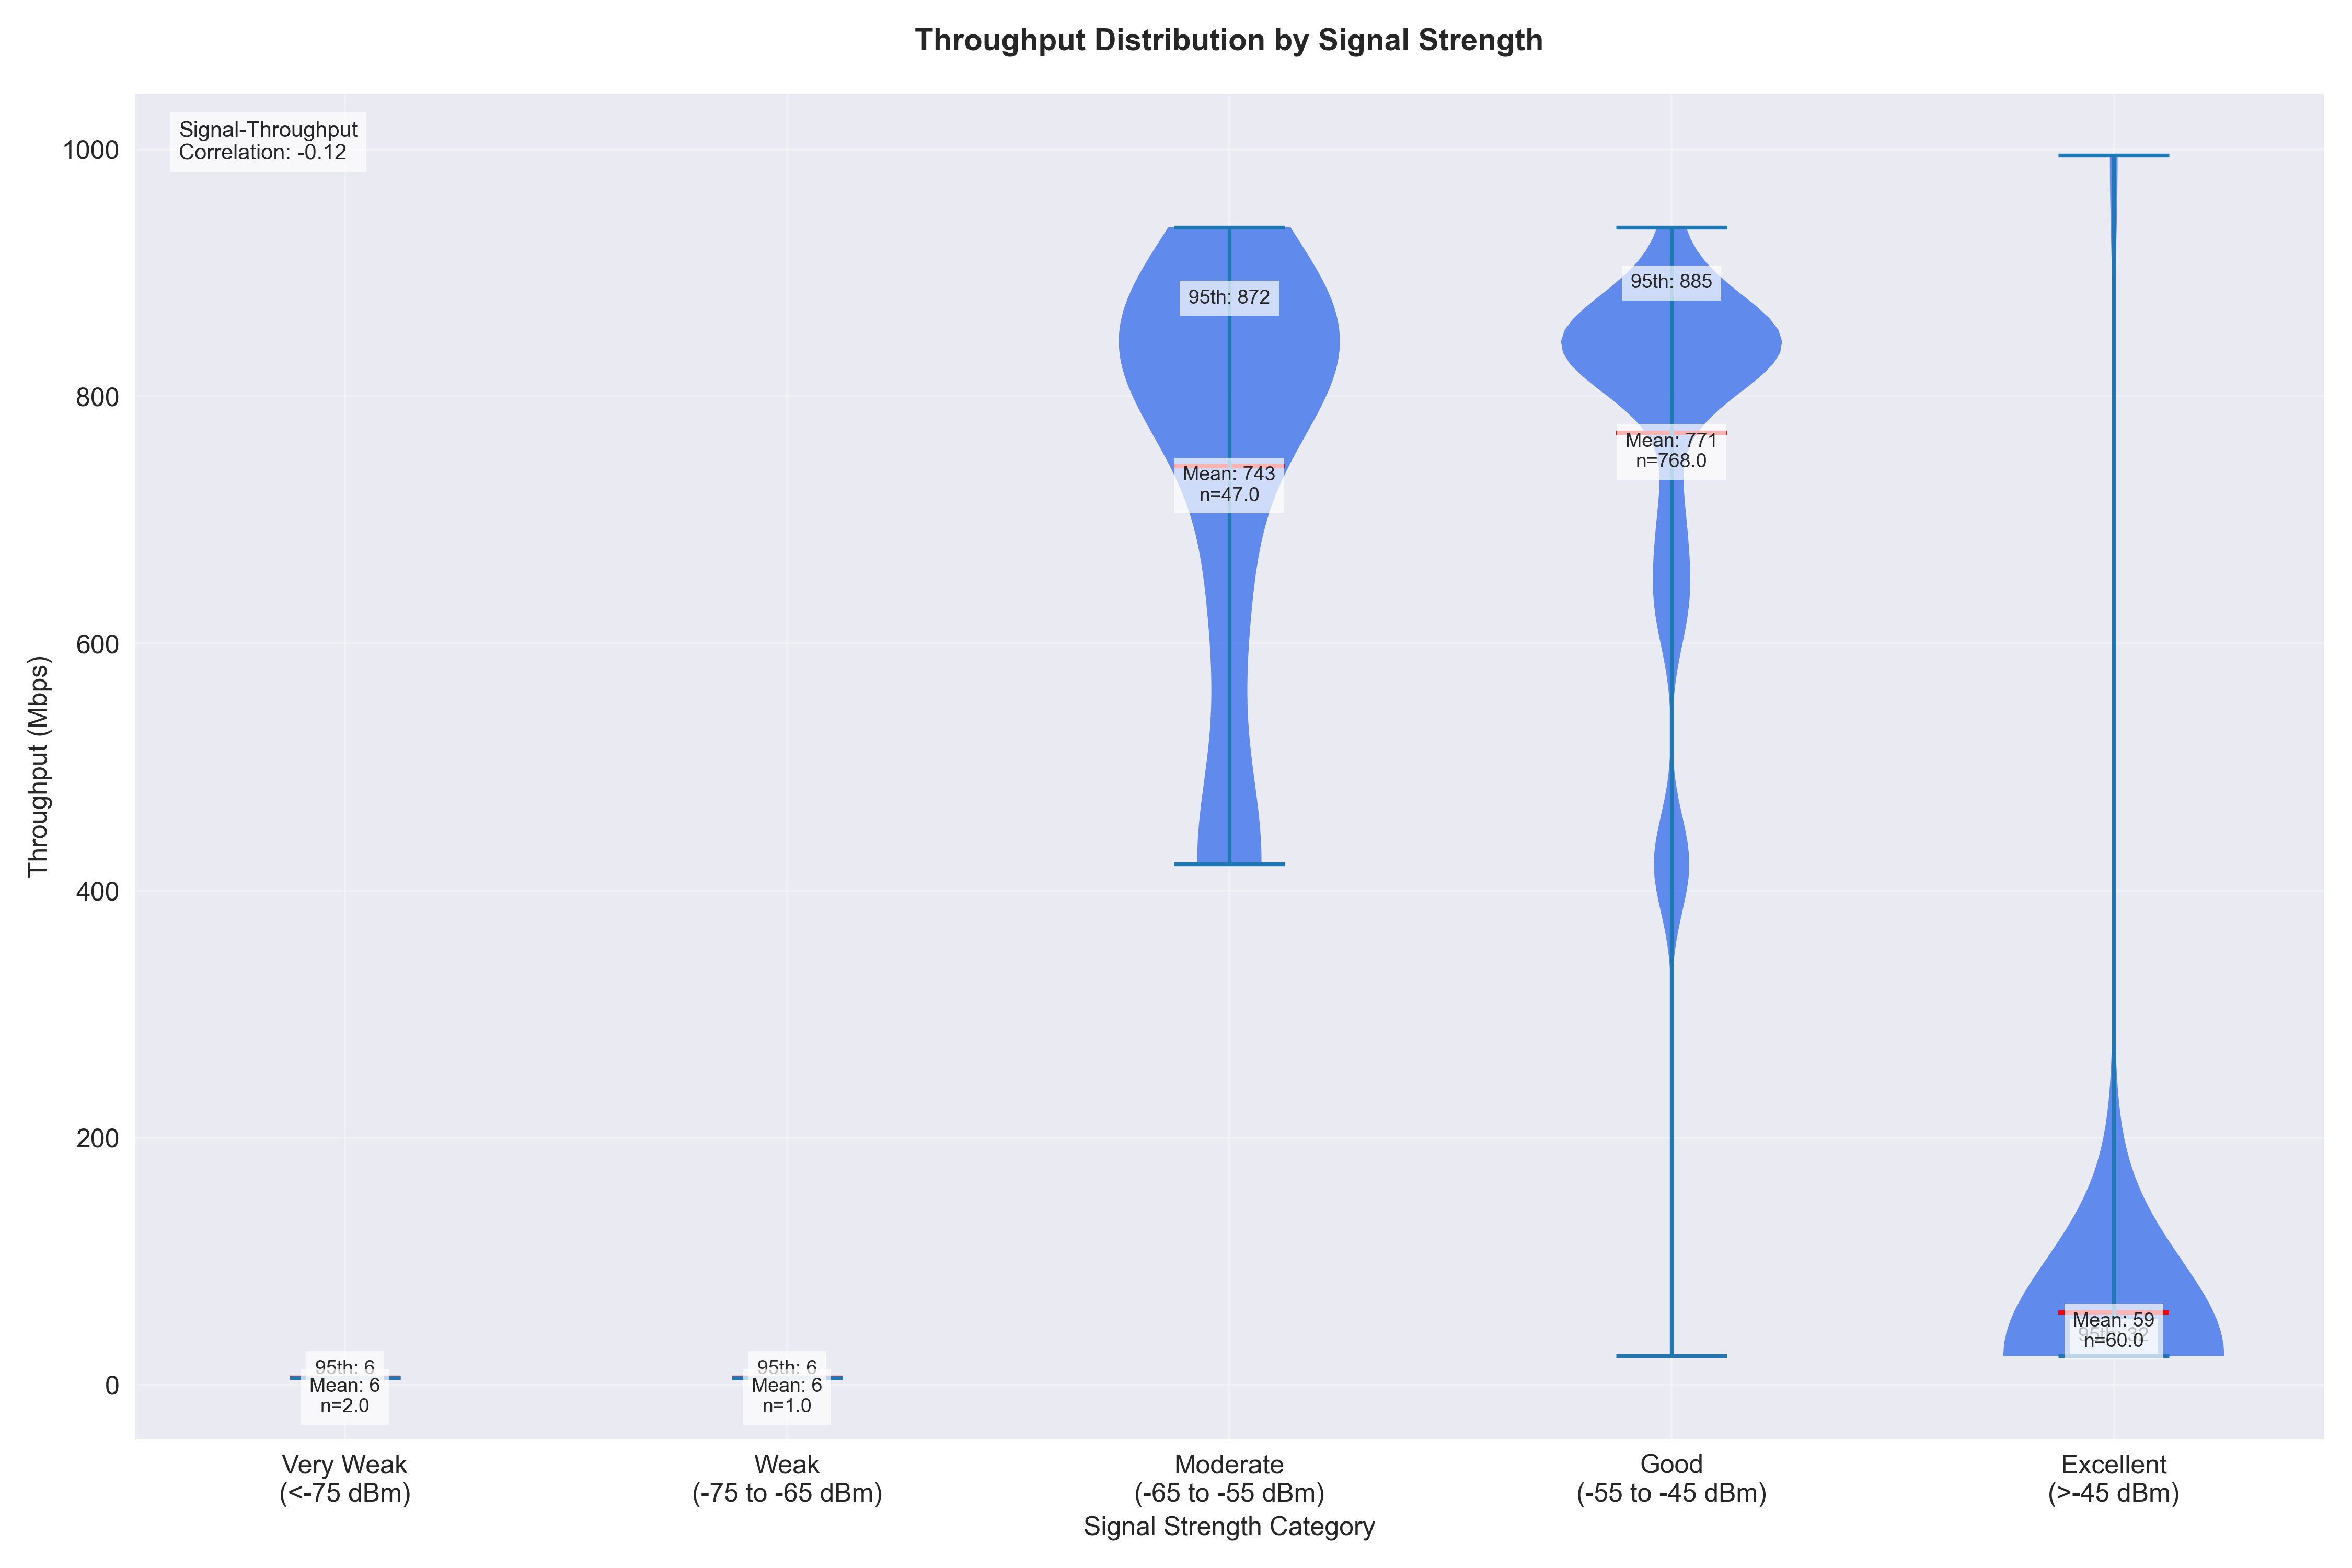 Throughput Distribution by Signal Strength
Signal-Throughput
Correlation: -0.12
Throughput (Mbps)
1000
800
600
400
200
0
95th: 6
Mean: 6
n=2.0
95th: 6
Mean: 6
n=1.0
95th: 872
Mean: 743
n=47.0
95th: 885
Mean: 771
n=768.0
Mean: 59
95th: 32
n=60.0
Very Weak
(<-75 dBm)
Weak
(-75 to -65 dBm)
Moderate
(-65 to -55 dBm)
Good
(-55 to -45 dBm)
Excellent
(>-45 dBm)
Signal Strength Category